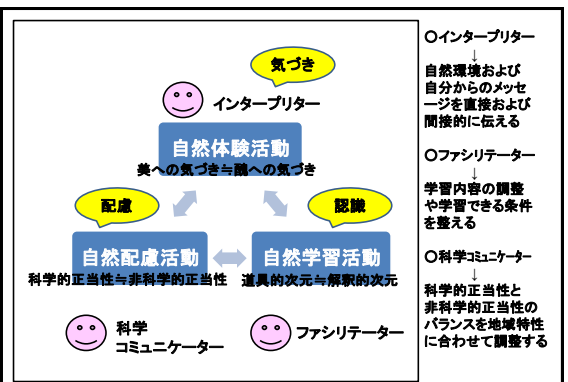 気づき
インタープリター
自然体験活動
美への気づき≒醜への気づき
配慮
認識
自然配慮活動
科学的正当性≒非科学的正当性
自然学習活動
道具的次元≒解釈的次元
科学
コミュニケーター
ファシリテーター
○インタープリター
↓
自然環境および
自分からのメッセ
ージを直接および
間接的に伝える
○ファシリテーター
↓
学習内容の調整
や学習できる条件
を整える
○科学コミュニケーター
↓
科学的正当性と
非科学的正当性の
バランスを地域特性
に合わせて調整する